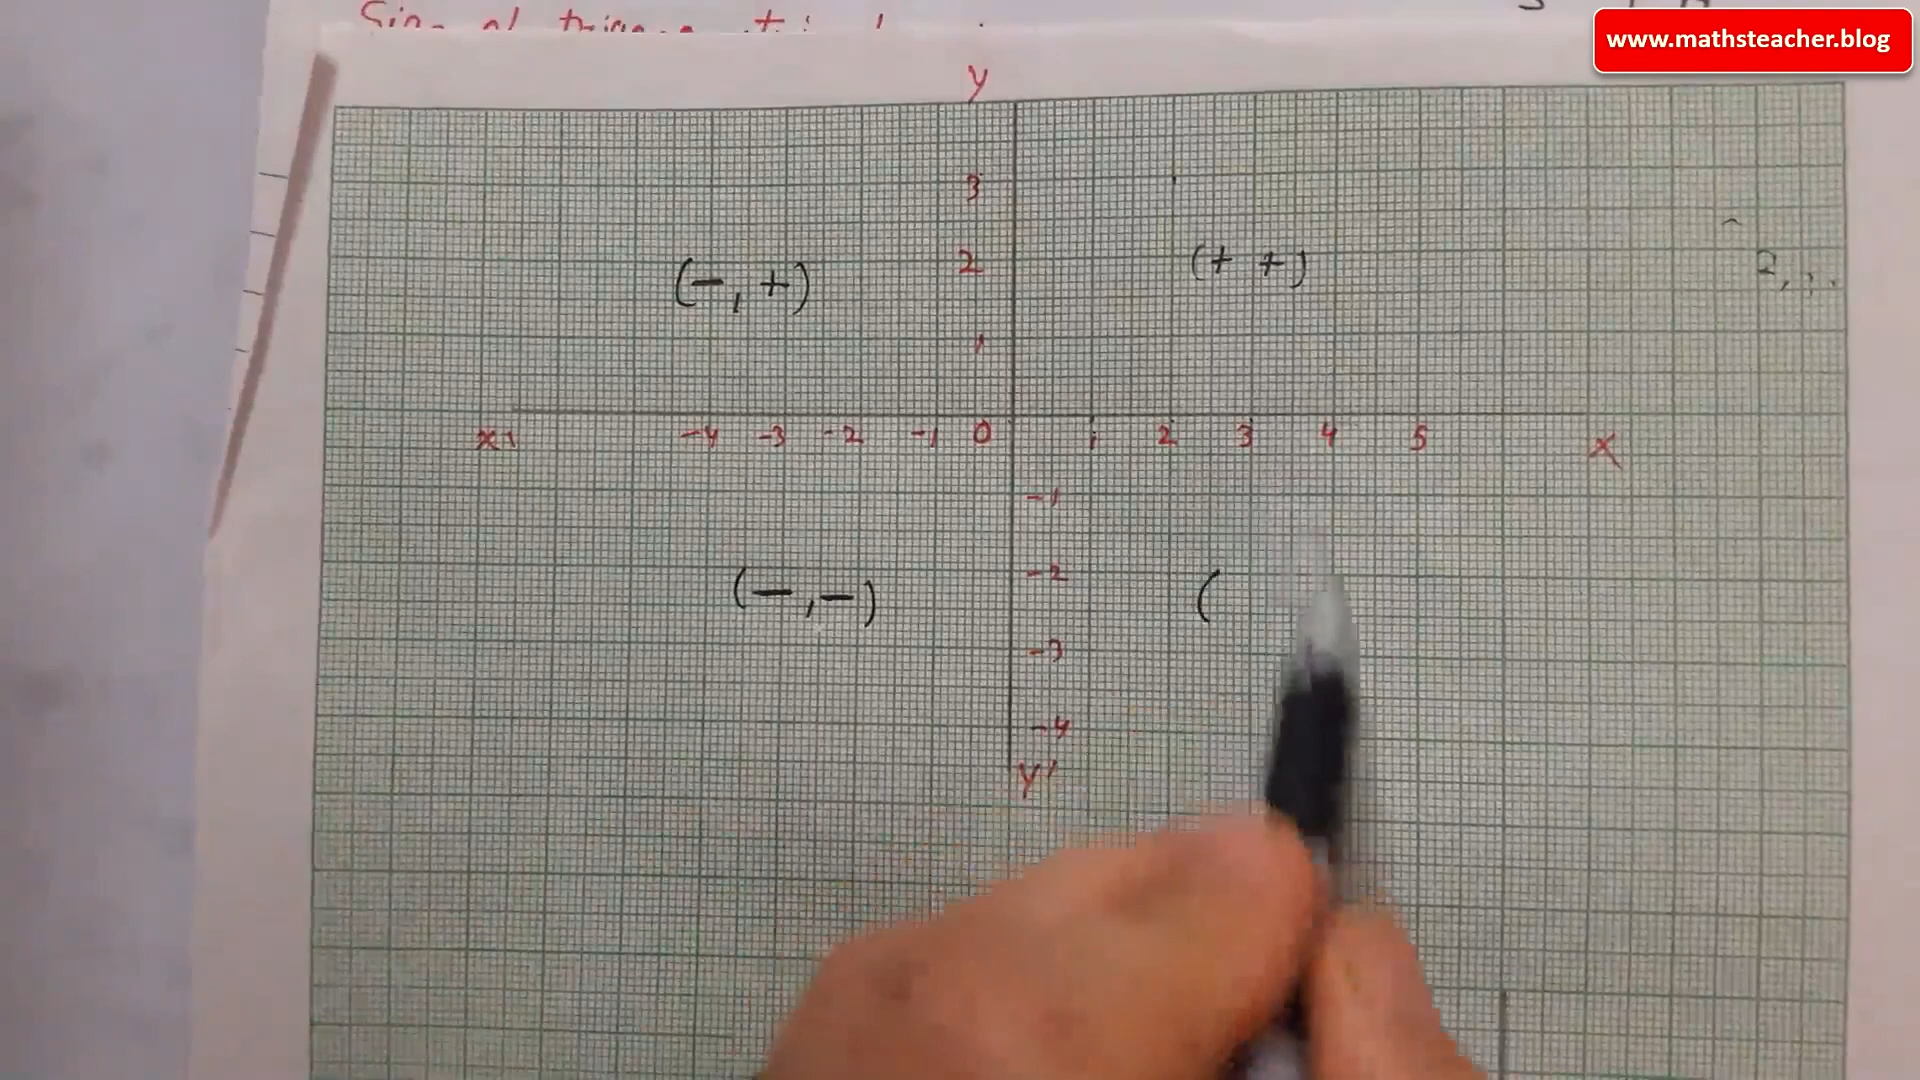 www.mathsteacher.blog
y
3
(-, +)
2
(+ +)
2, . .
1
-4 -3 -2 -1 0 1 2 3 4 5
X
-1
(-, -)
-2
(
-3
-4
y'